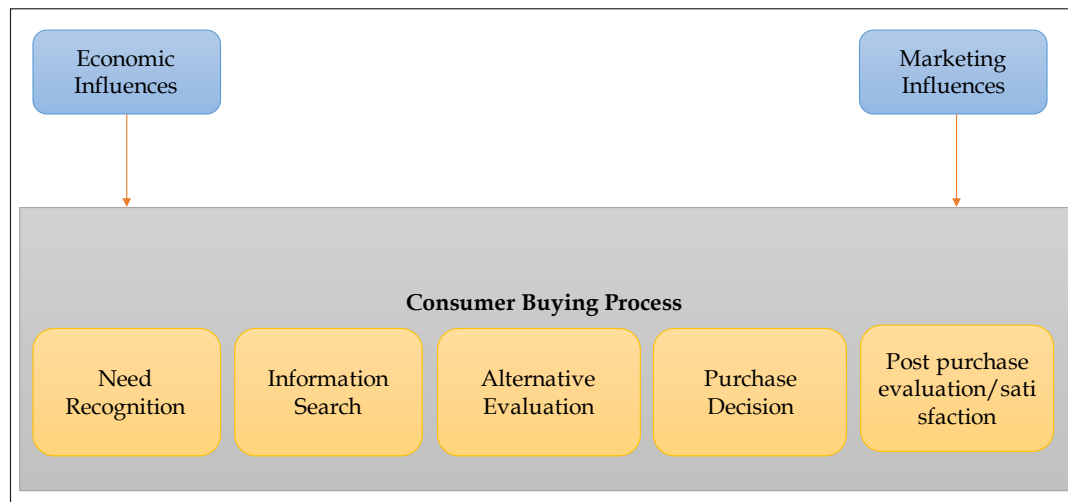 Economic
Influences
Marketing
Influences
Consumer Buying Process
Need
Recognition
Information
Search
Alternative
Evaluation
Purchase
Decision
Post purchase
evaluation/sati
sfaction